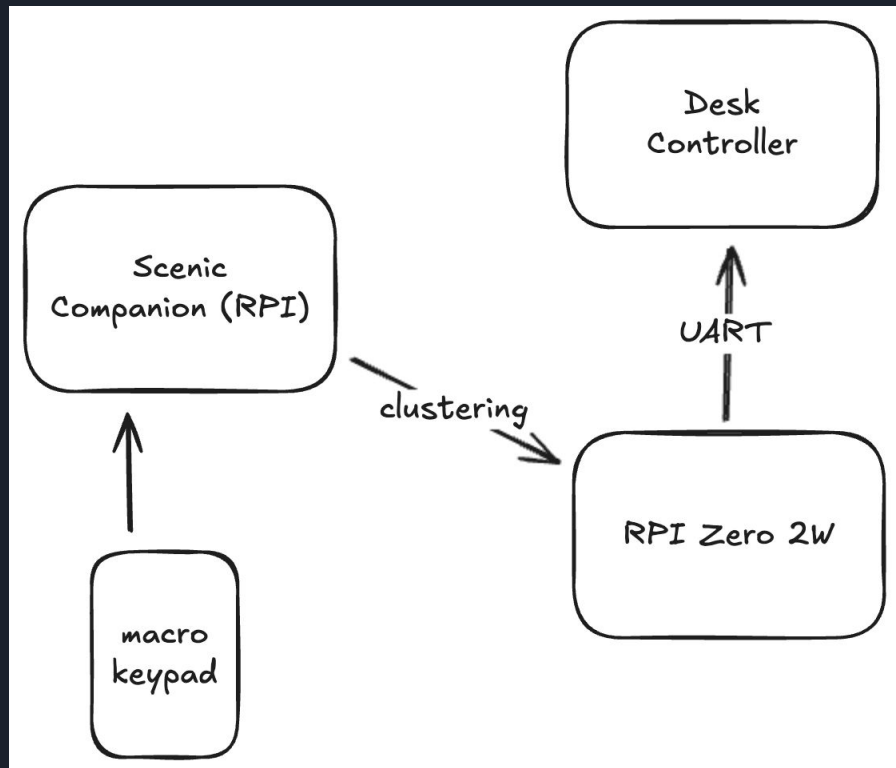 Desk
Controller
Scenic
Companion (RPI)
UART
clustering
RPI Zero 2W
macro
keypad